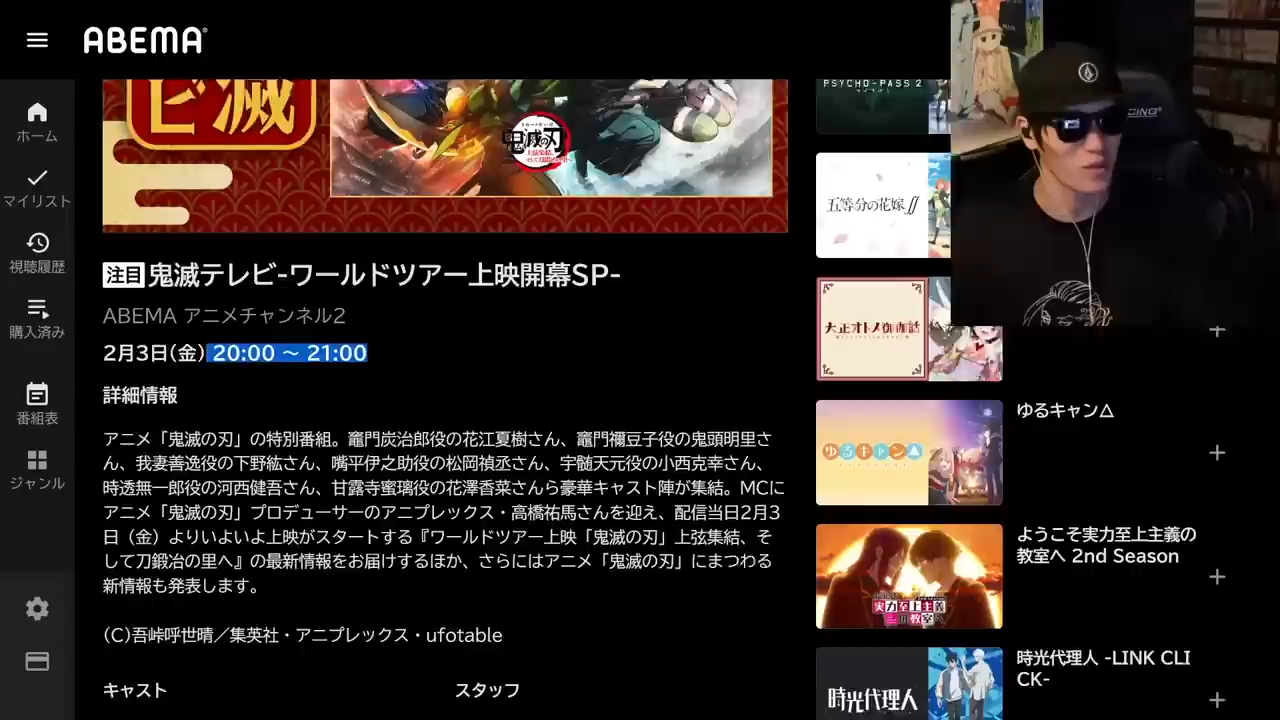 ABEMA
ホーム
マイリスト
視聴履歴
購入済み
番組表
ジャンル
ビ滅
鬼滅の刃
注目 鬼滅テレビ-ワールドツアー上映開幕SP-
ABEMA アニメチャンネル2
2月3日(金) 20:00 ～ 21:00
詳細情報
アニメ「鬼滅の刃」の特別番組。竈門炭治郎役の花江夏樹さん、竈門禰豆子役の鬼頭明里さ
ん、我妻善逸役の下野紘さん、嘴平伊之助役の松岡禎丞さん、宇髄天元役の小西克幸さん、
時透無一郎役の河西健吾さん、甘露寺蜜璃役の花澤香菜さんら豪華キャスト陣が集結。MCに
アニメ「鬼滅の刃」プロデューサーのアニプレックス・高橋祐馬さんを迎え、配信当日2月3
日（金）よりいよいよ上映がスタートする『ワールドツアー上映「鬼滅の刃」上弦集結、そ
して刀鍛冶の里へ』の最新情報をお届けするほか、さらにはアニメ「鬼滅の刃」にまつわる
新情報も発表します。
(C)吾峠呼世晴／集英社・アニプレックス・ufotable
キャスト
スタッフ
PSYCHO-PASS 2
五等分の花嫁∬
大正オトメ御伽話
ゆるキャン△
ゆるキャン△
実力至上主義
の教室へ
ようこそ実力至上主義の
教室へ 2nd Season
時光代理人
時光代理人 -LINK CLI
CK-